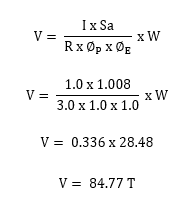 V = I x Sa / R x ØP x ØE x W
V = 1.0 x 1.008 / 3.0 x 1.0 x 1.0 x W
V = 0.336 x 28.48
V = 84.77 T